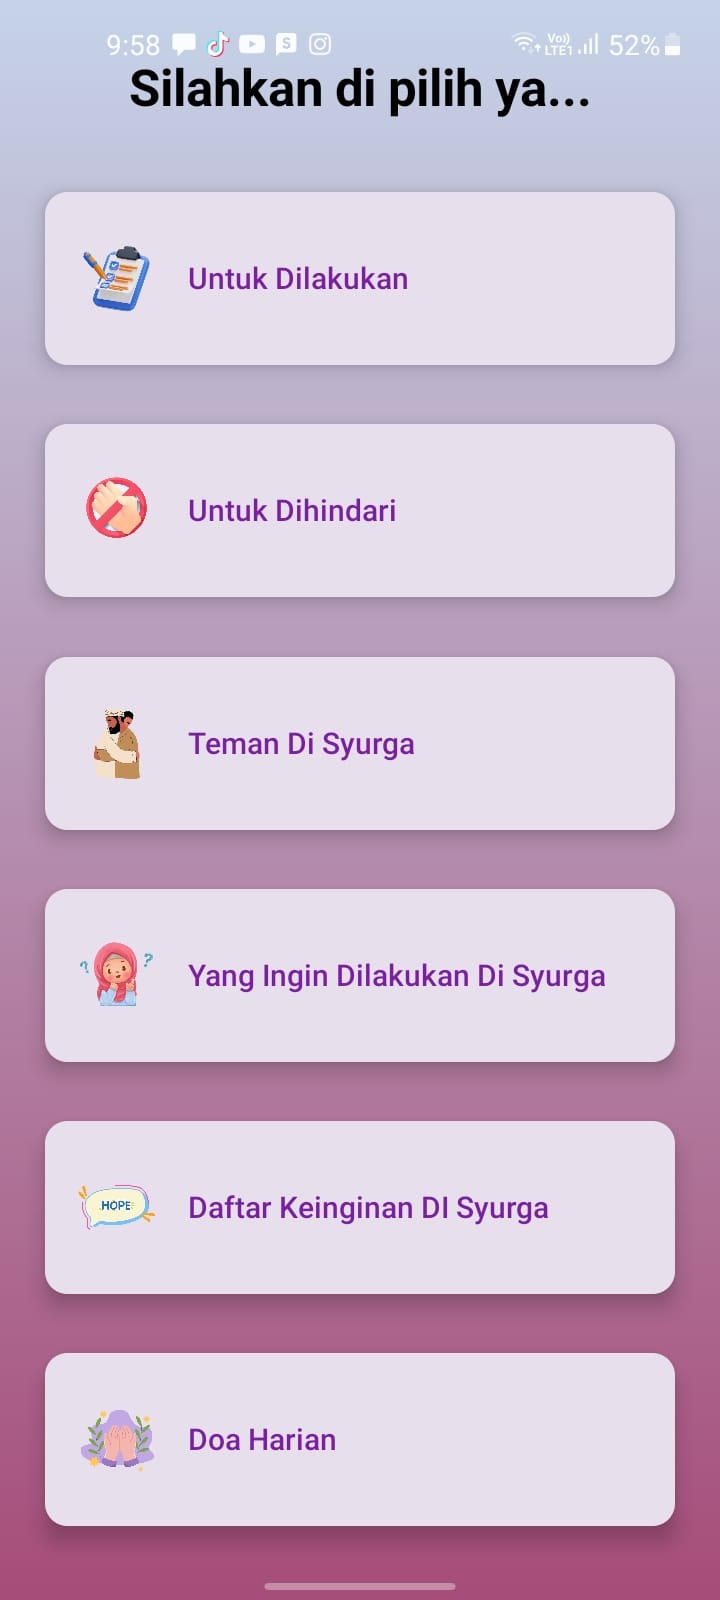 9:58 52%
Vo))
LTE1
Silahkan di pilih ya...
Untuk Dilakukan
Untuk Dihindari
Teman Di Syurga
Yang Ingin Dilakukan Di Syurga
HOPE
Daftar Keinginan DI Syurga
Doa Harian